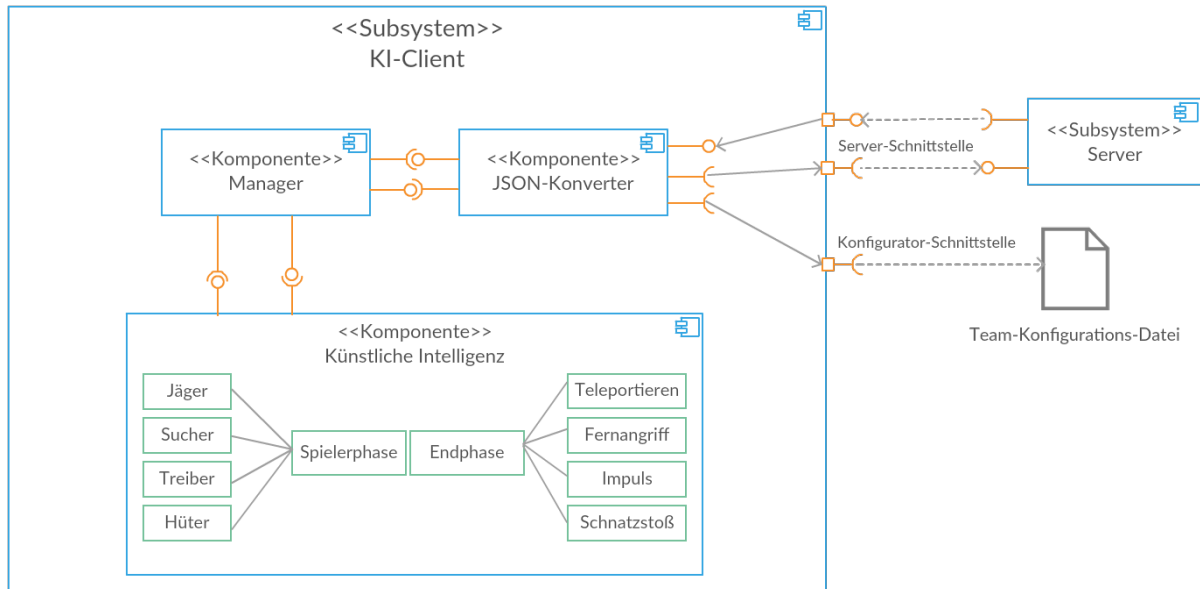 <<Subsystem>>
KI-Client
<<Komponente>>
Manager
<<Komponente>>
JSON-Konverter
Server-Schnittstelle
<<Subsystem>>
Server
Konfigurator-Schnittstelle
Team-Konfigurations-Datei
<<Komponente>>
Künstliche Intelligenz
Jäger
Sucher
Treiber
Hüter
Spielerphase
Endphase
Teleportieren
Fernangriff
Impuls
Schnatzstoß